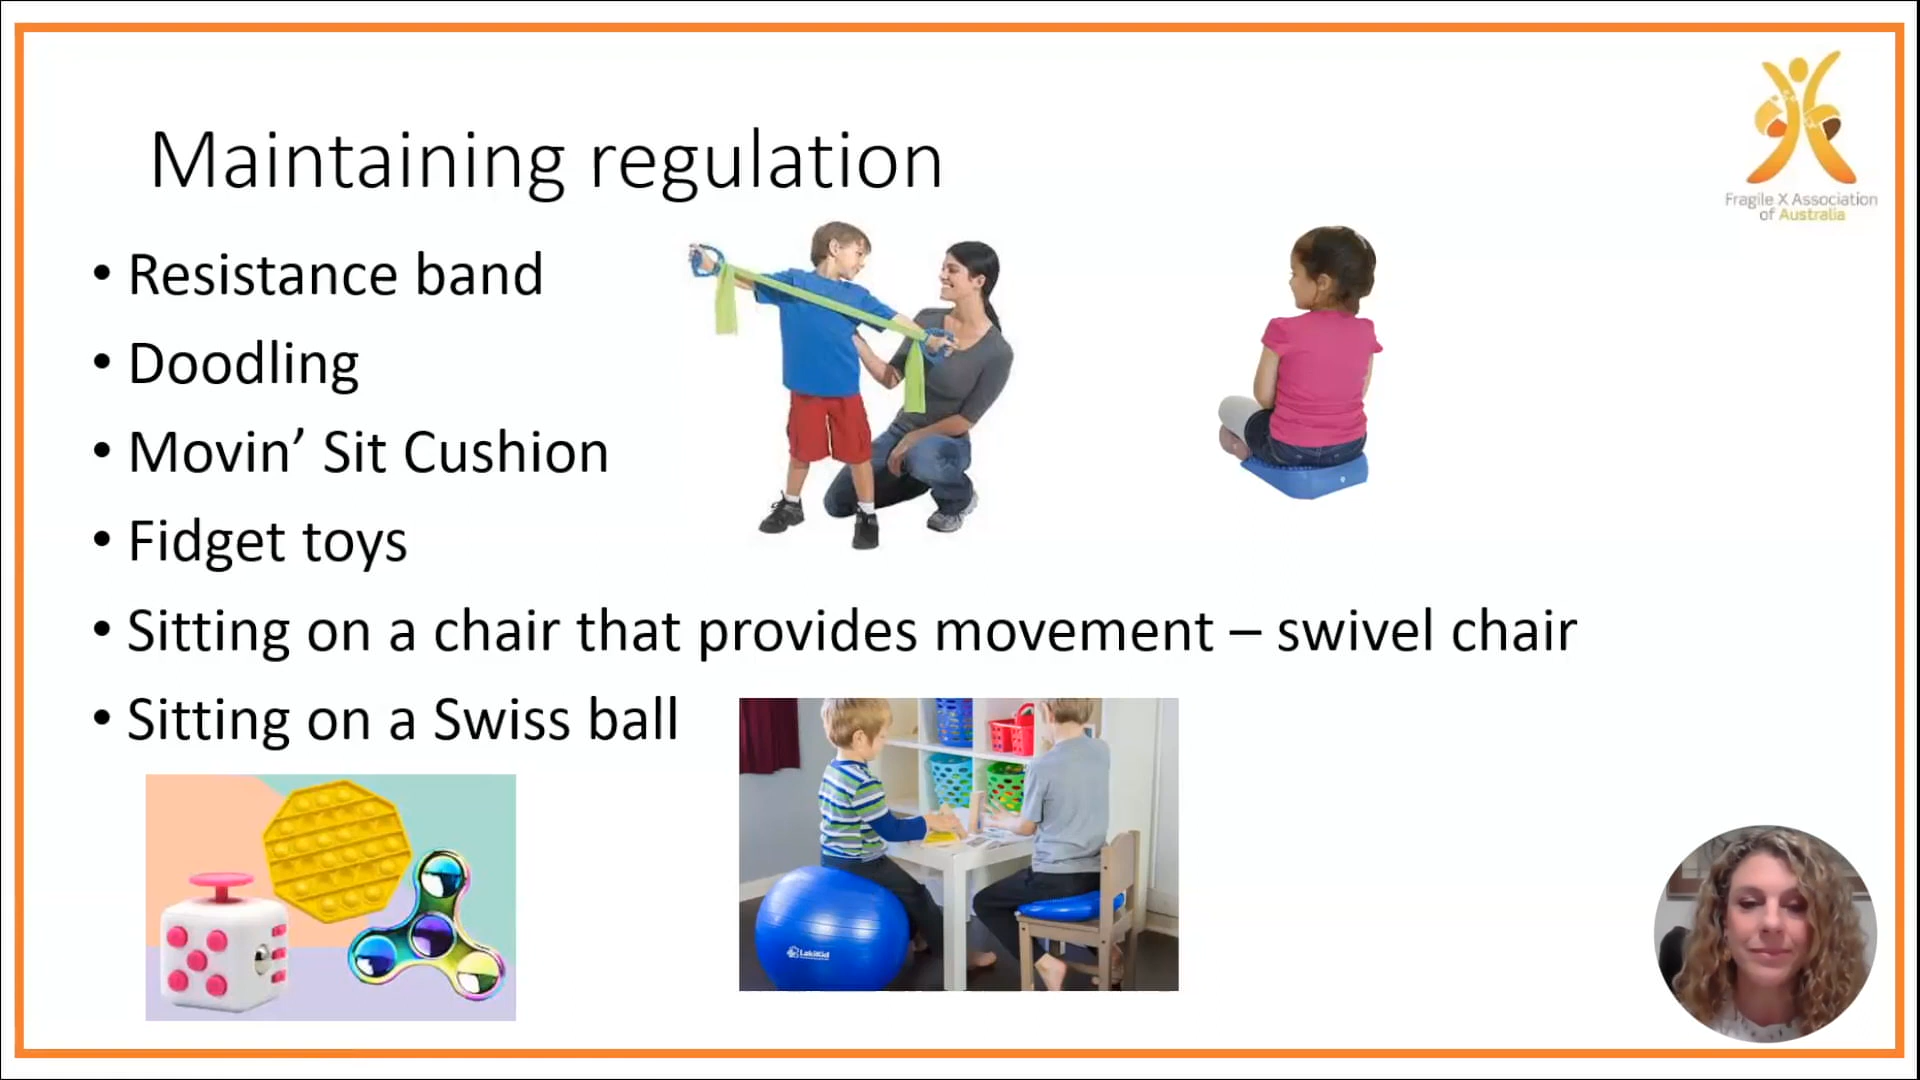 Maintaining regulation
Fragile X Association
of Australia
• Resistance band
• Doodling
• Movin’ Sit Cushion
• Fidget toys
• Sitting on a chair that provides movement – swivel chair
• Sitting on a Swiss ball
LakiKid